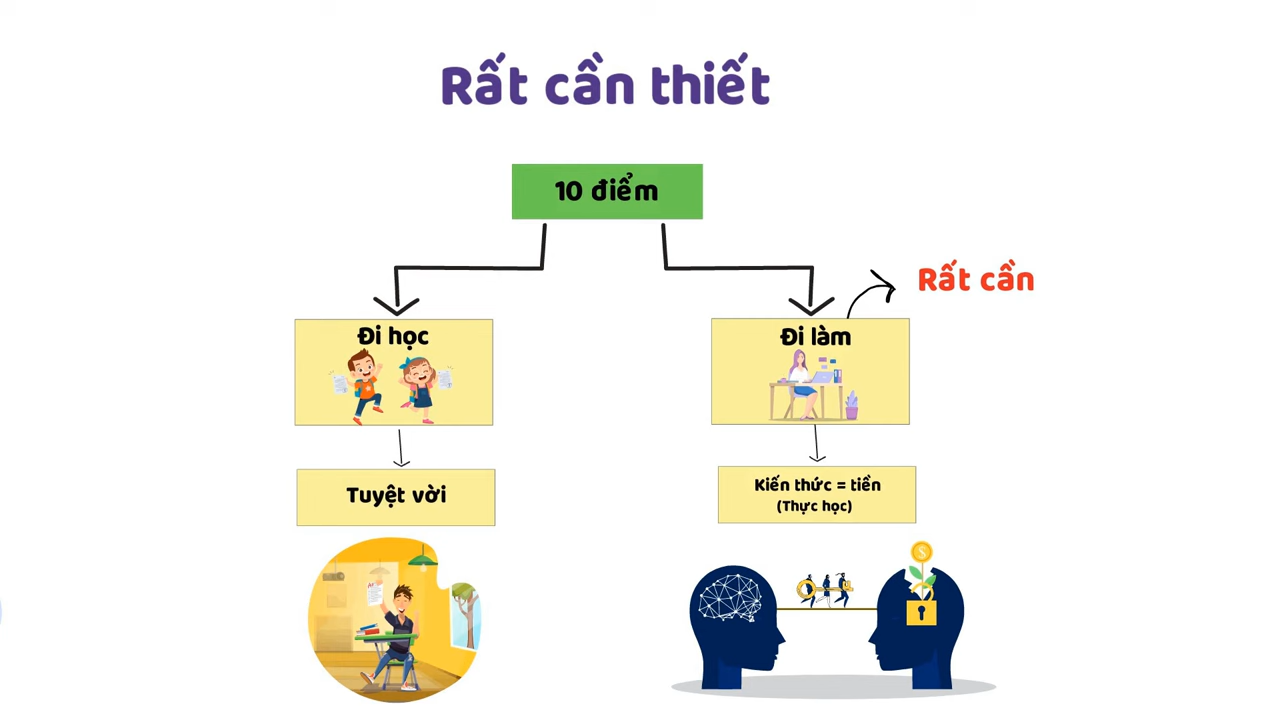 Rất cần thiết
10 điểm
Rất cần
Đi học
Đi làm
Tuyệt vời
Kiến thức = tiền
(Thực học)